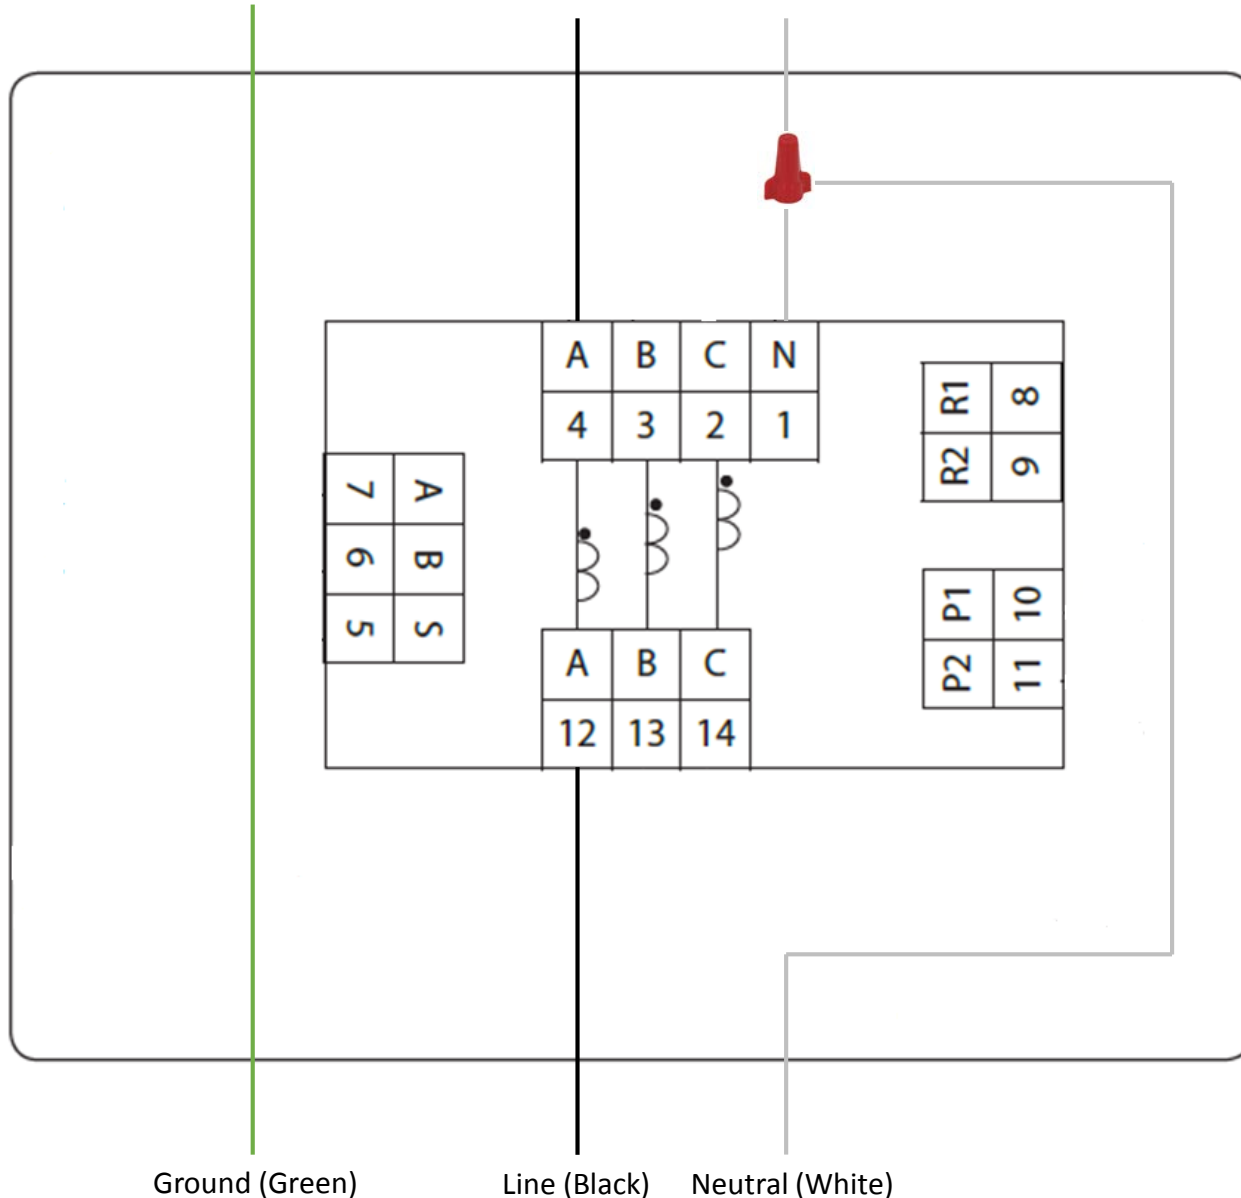 A B C N
4 3 2 1
R1 8
R2 9
7 A
6 B
5 S
P1 10
P2 11
A B C
12 13 14
Ground (Green) Line (Black) Neutral (White)